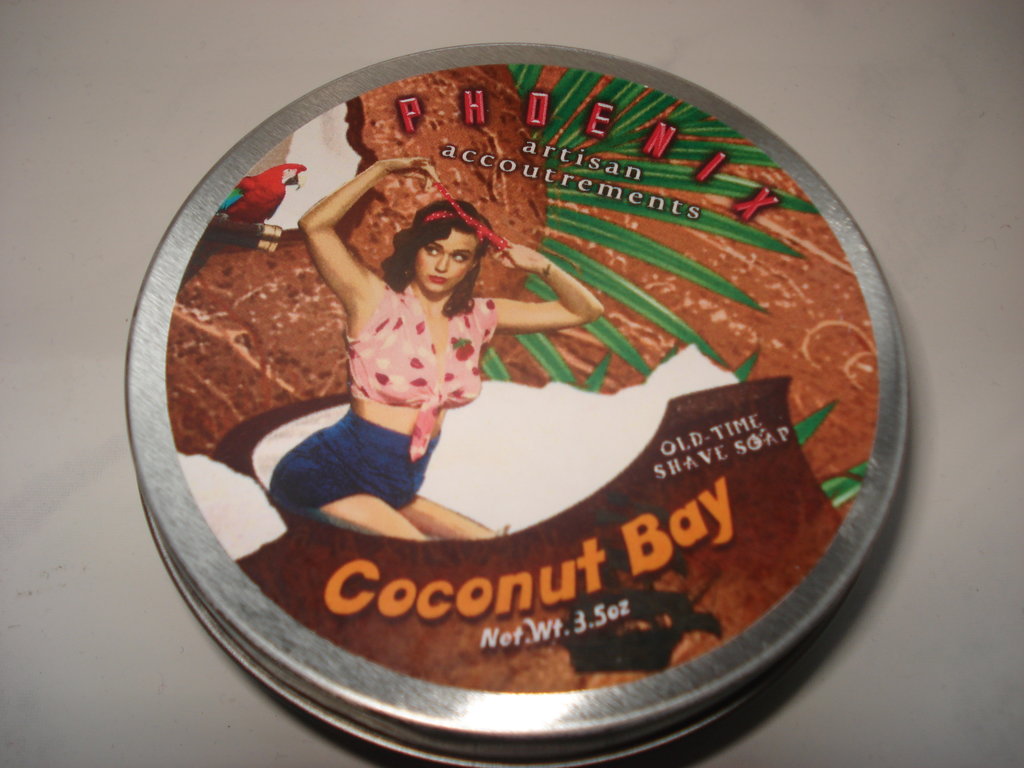 PHOENIX
artisan
accoutrements
OLD-TIME
SHAVE SOAP
Coconut Bay
Net.Wt. 3.5oz